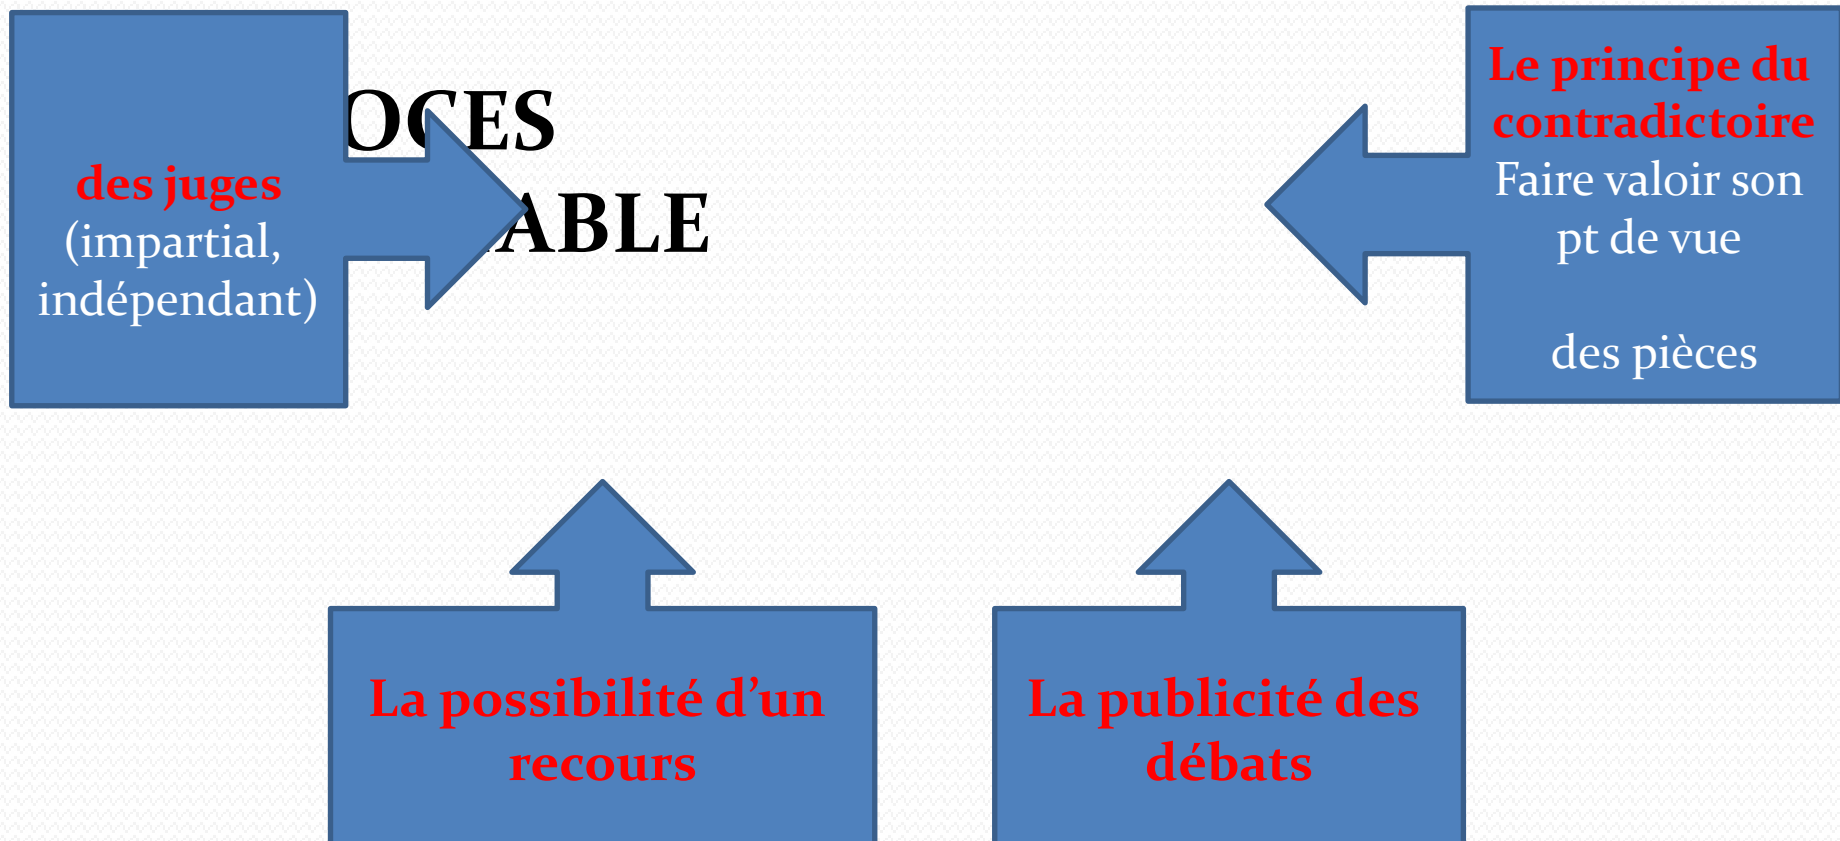 OCES
ABLE
des juges
(impartial,
indépendant)
Le principe du
contradictoire
Faire valoir son
pt de vue
des pièces
La possibilité d’un
recours
La publicité des
débats